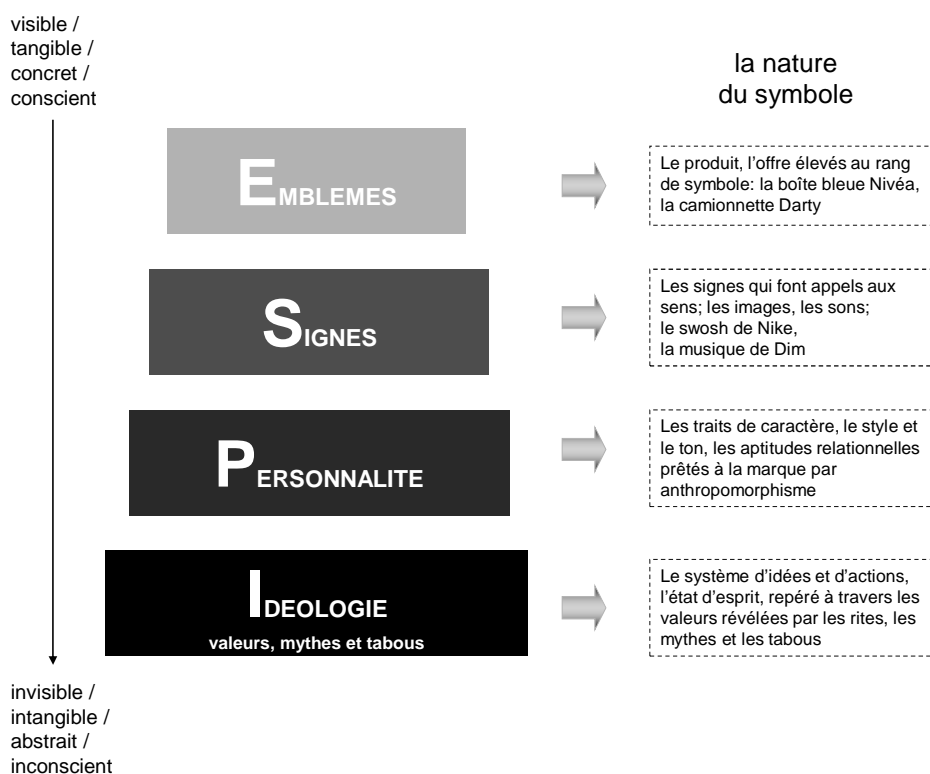 visible /
tangible /
concret /
conscient
la nature
du symbole
EMBLEMES
Le produit, l’offre élevés au rang
de symbole: la boîte bleue Nivéa,
la camionnette Darty
SIGNES
Les signes qui font appels aux
sens; les images, les sons;
le swosh de Nike,
la musique de Dim
PERSONNALITE
Les traits de caractère, le style et
le ton, les aptitudes relationnelles
prêtés à la marque par
anthropomorphisme
IDEOLOGIE
valeurs, mythes et tabous
Le système d’idées et d’actions,
l’état d’esprit, repéré à travers les
valeurs révélées par les rites, les
mythes et les tabous
invisible /
intangible /
abstrait /
inconscient